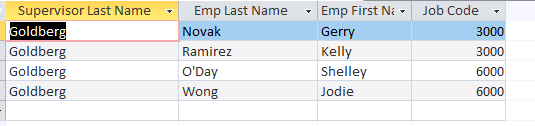 Supervisor Last Name Emp Last Name Emp First Na Job Code
Goldberg Novak Gerry 3000
Goldberg Ramirez Kelly 3000
Goldberg O'Day Shelley 6000
Goldberg Wong Jodie 6000